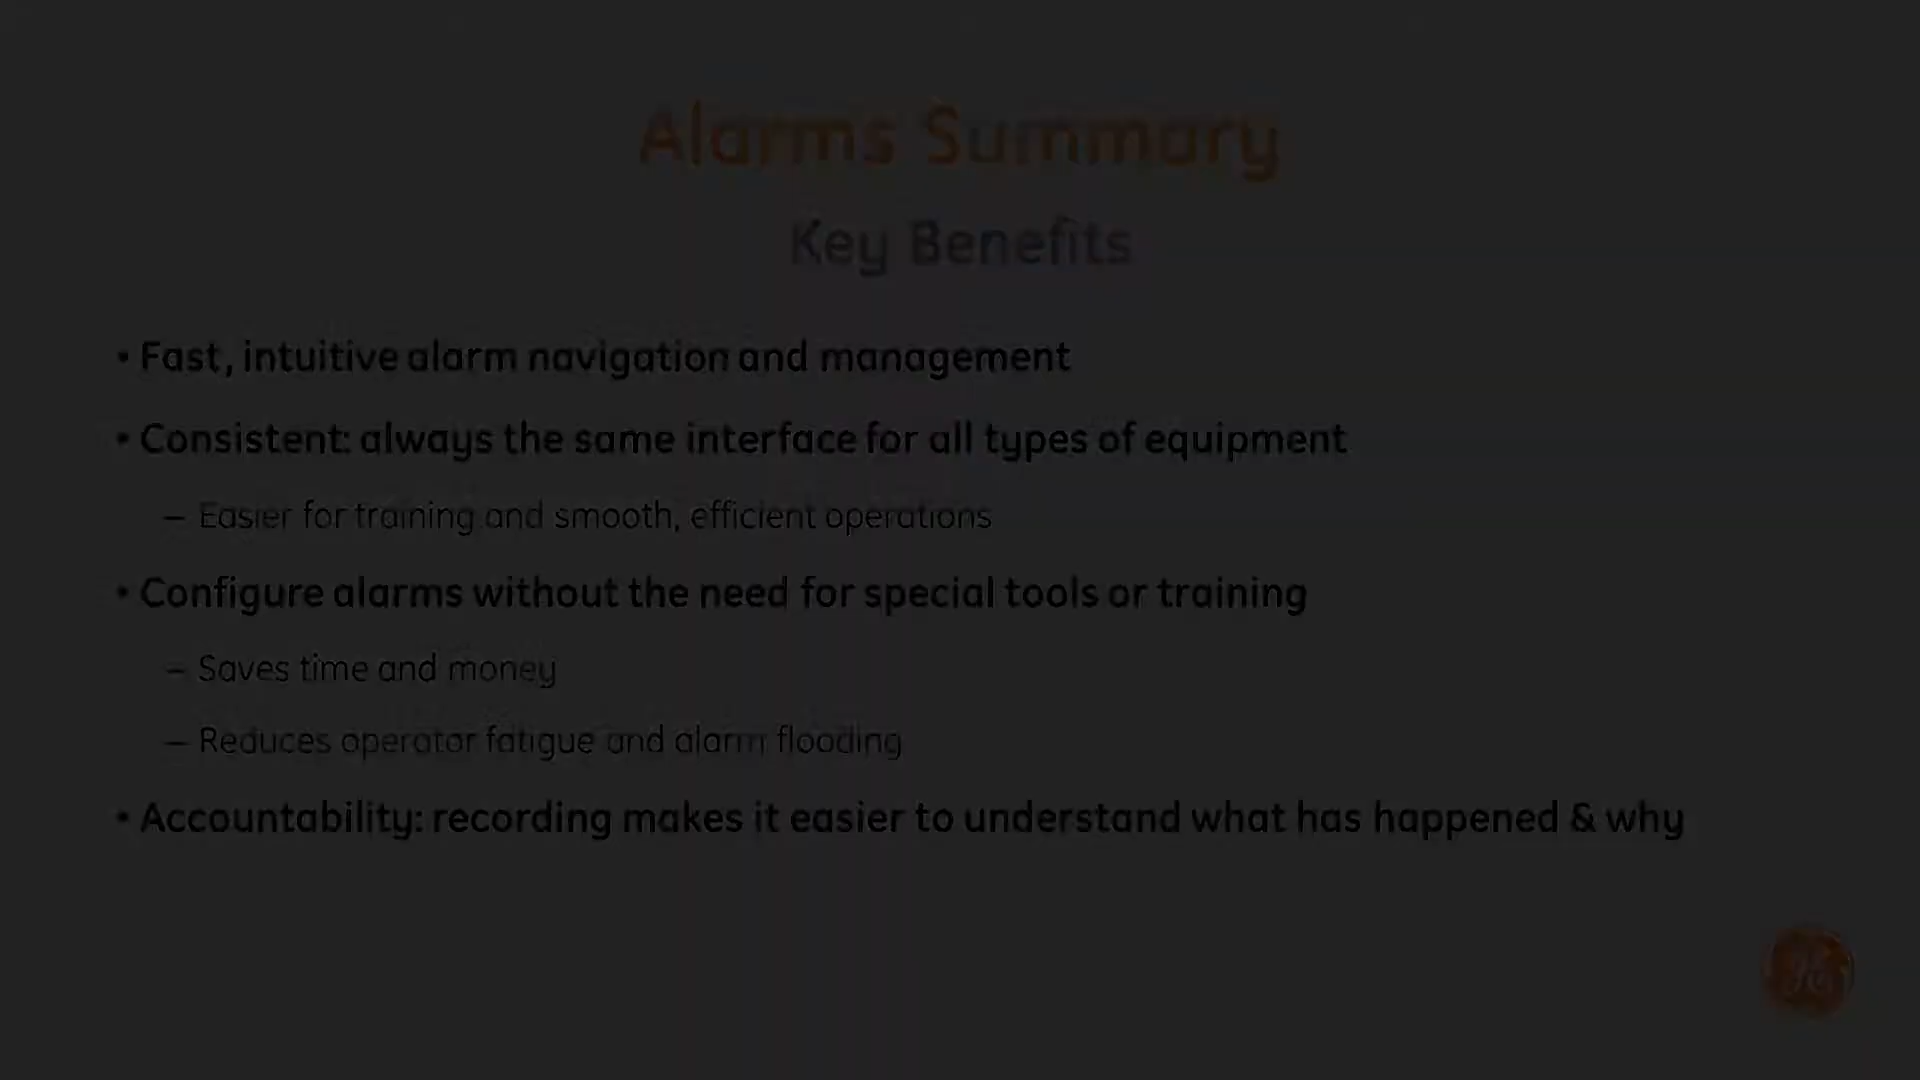 Alarms Summary
Key Benefits
• Fast, intuitive alarm navigation and management
• Consistent: always the same interface for all types of equipment
– Easier for training and smooth, efficient operations
• Configure alarms without the need for special tools or training
– Saves time and money
– Reduces operator fatigue and alarm flooding
• Accountability: recording makes it easier to understand what has happened & why